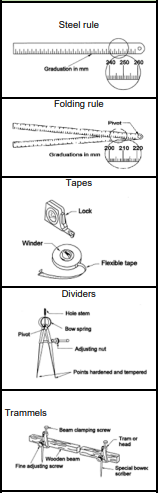 Steel rule
Graduation in mm
240 250 260
Folding rule
Pivot
Graduations in mm
200 210 220
Tapes
Lock
Winder
Flexible tape
Dividers
Hole stem
Bow spring
Pivot
Adjusting nut
Points hardened and tempered
Trammels
Beam clamping screw
Tram or
head
Wooden beam
Fine adjusting screw
Special bowed
scriber